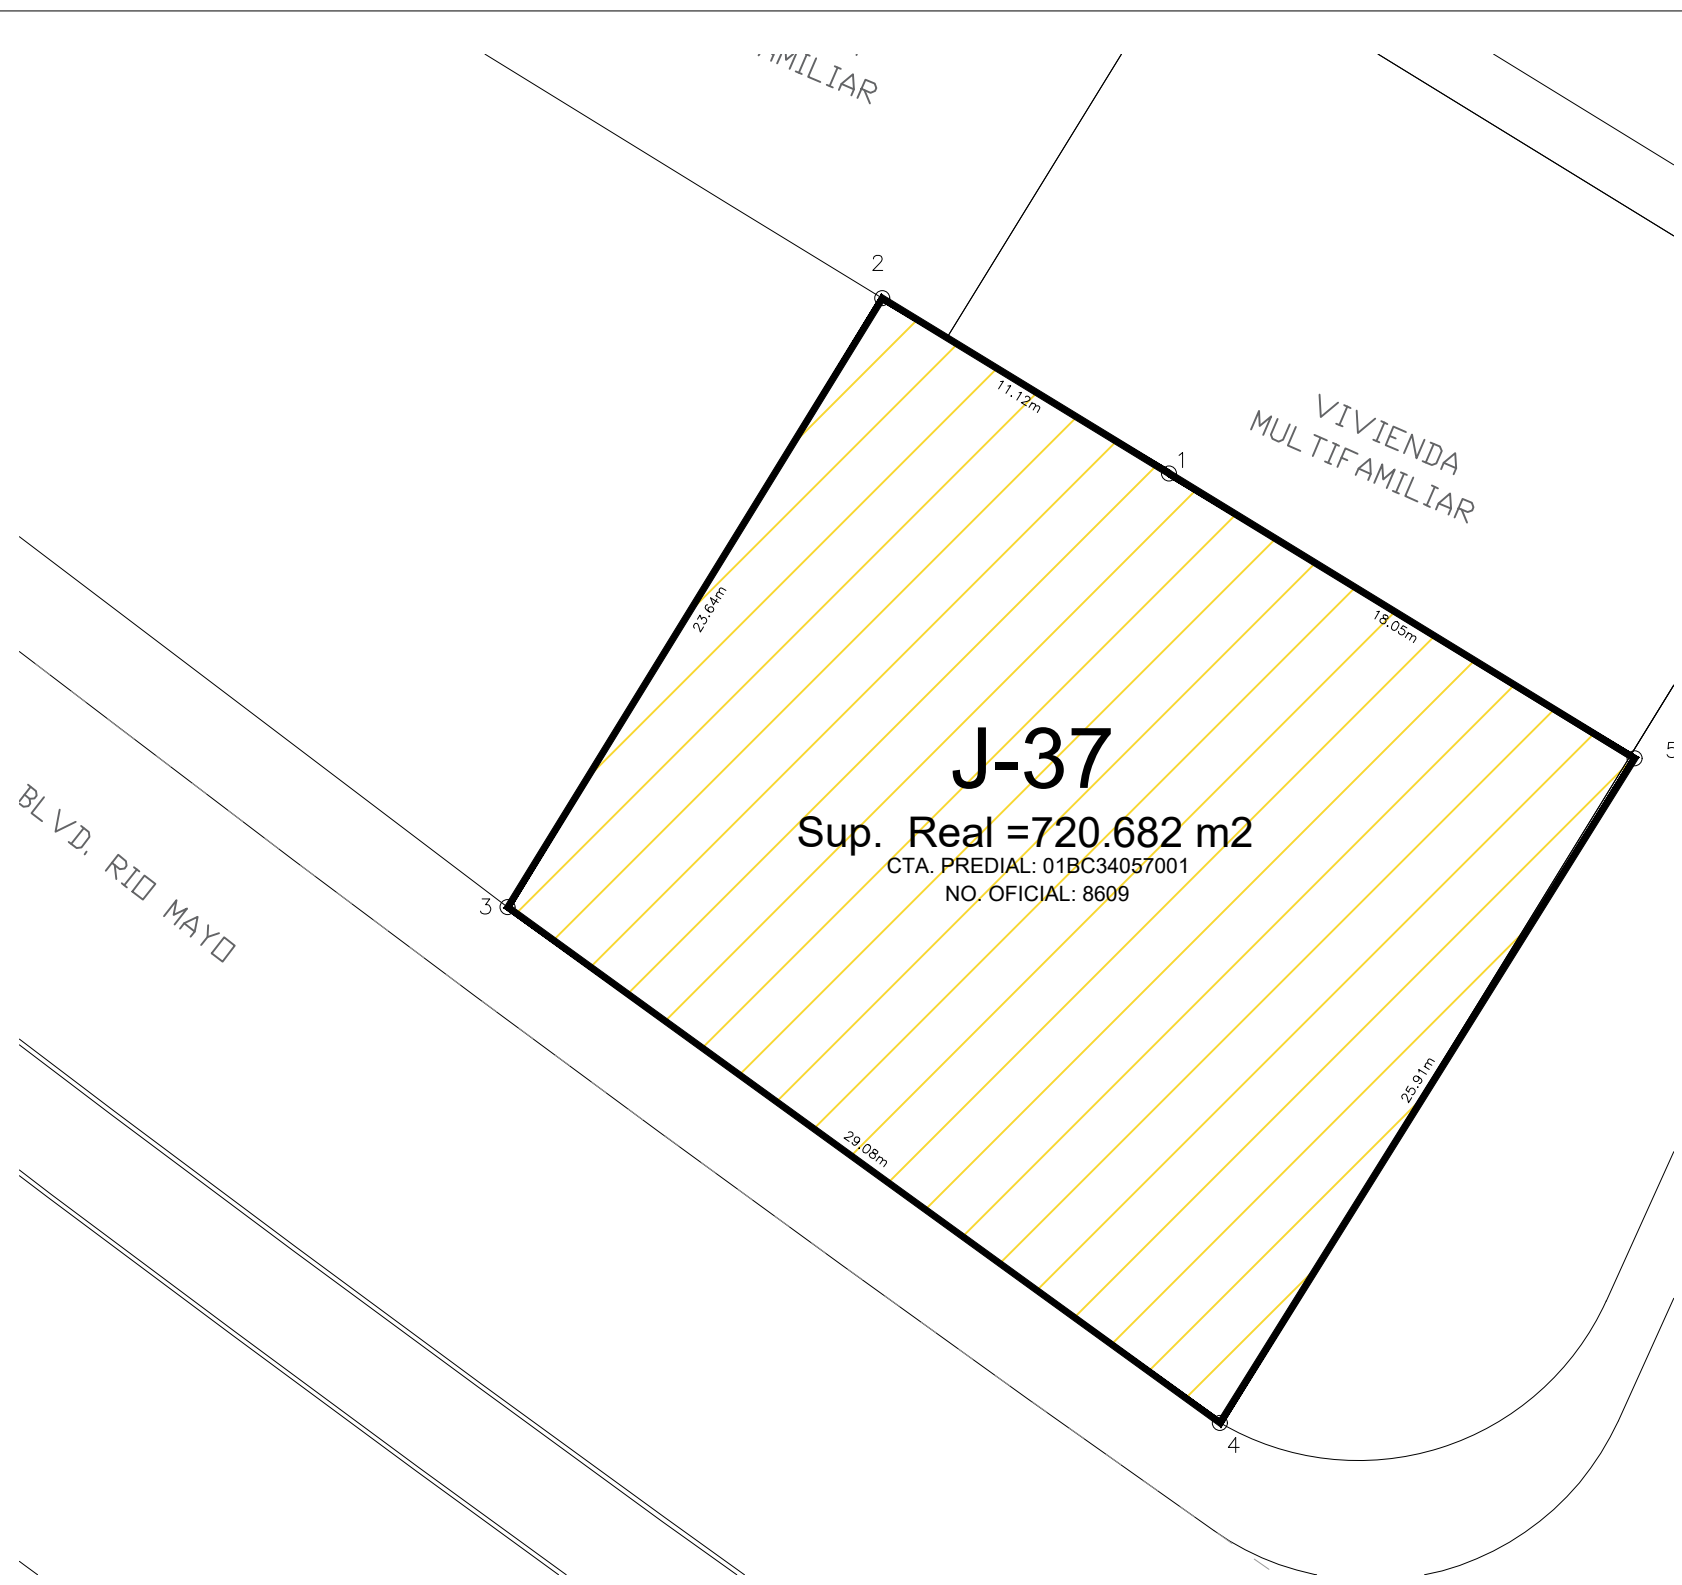 2
11.12m
1
VIVIENDA
MULTIFAMILIAR
23.64m
18.05m
J-37
Sup. Real =720.682 m2
CTA. PREDIAL: 01BC34057001
NO. OFICIAL: 8609
5
BLVD. RIO MAYO
3
25.91m
29.08m
4